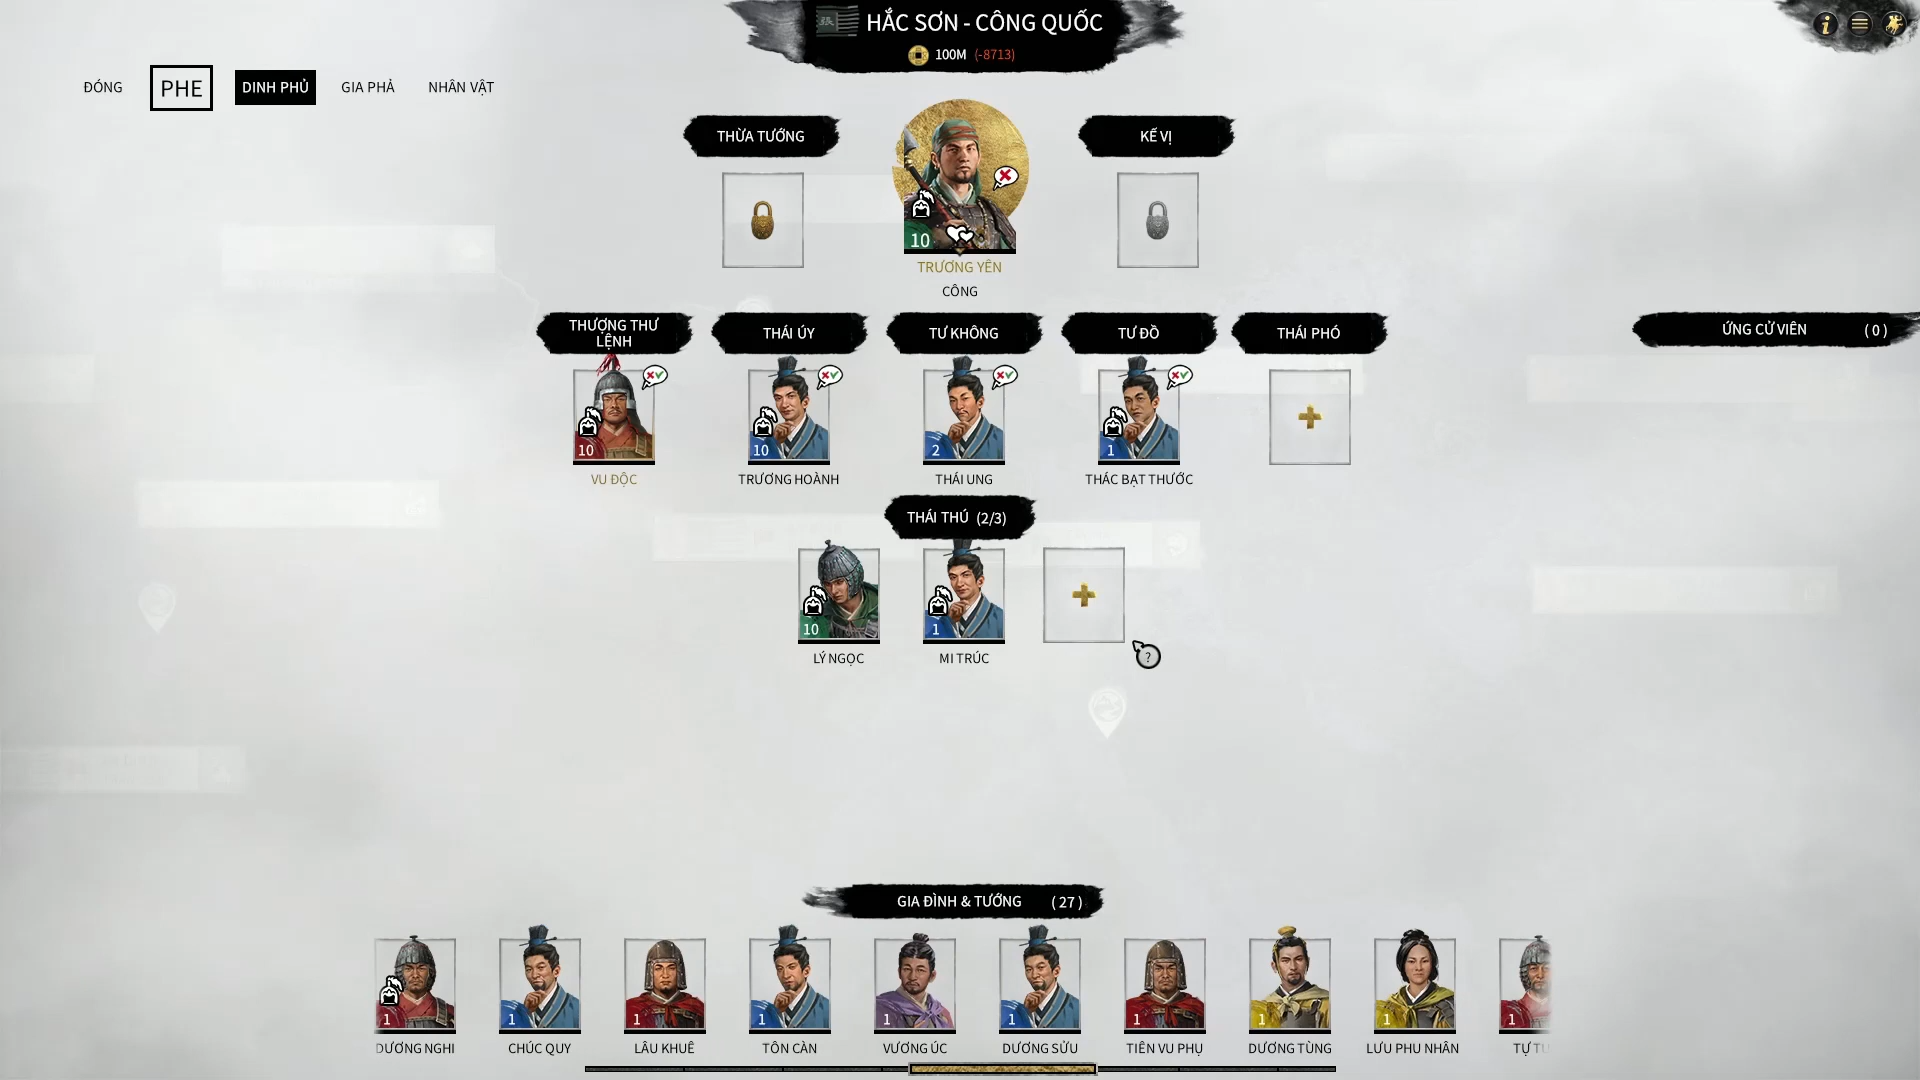 HẮC SƠN - CÔNG QUỐC
100M (-8713)
ĐÓNG
PHE
DINH PHỦ
GIA PHẢ
NHÂN VẬT
THỪA TƯỚNG
KẾ VỊ
10
TRƯƠNG YÊN
CÔNG
THƯỢNG THƯ
LỆNH
THÁI ÚY
TƯ KHÔNG
TƯ ĐỒ
THÁI PHÓ
ỨNG CỬ VIÊN (0)
10
10
2
1
VU ĐỘC
TRƯƠNG HOÀNH
THÁI UNG
THÁC BẠT THƯỚC
THÁI THÚ (2/3)
10
1
LÝ NGỌC
MI TRÚC
?
GIA ĐÌNH & TƯỚNG (27)
1
1
1
1
1
1
1
1
1
1
DƯƠNG NGHI
CHÚC QUY
LÂU KHUÊ
TÔN CÀN
VƯƠNG ÚC
DƯƠNG SỬU
TIÊN VU PHỤ
DƯƠNG TÙNG
LƯU PHU NHÂN
TỰ